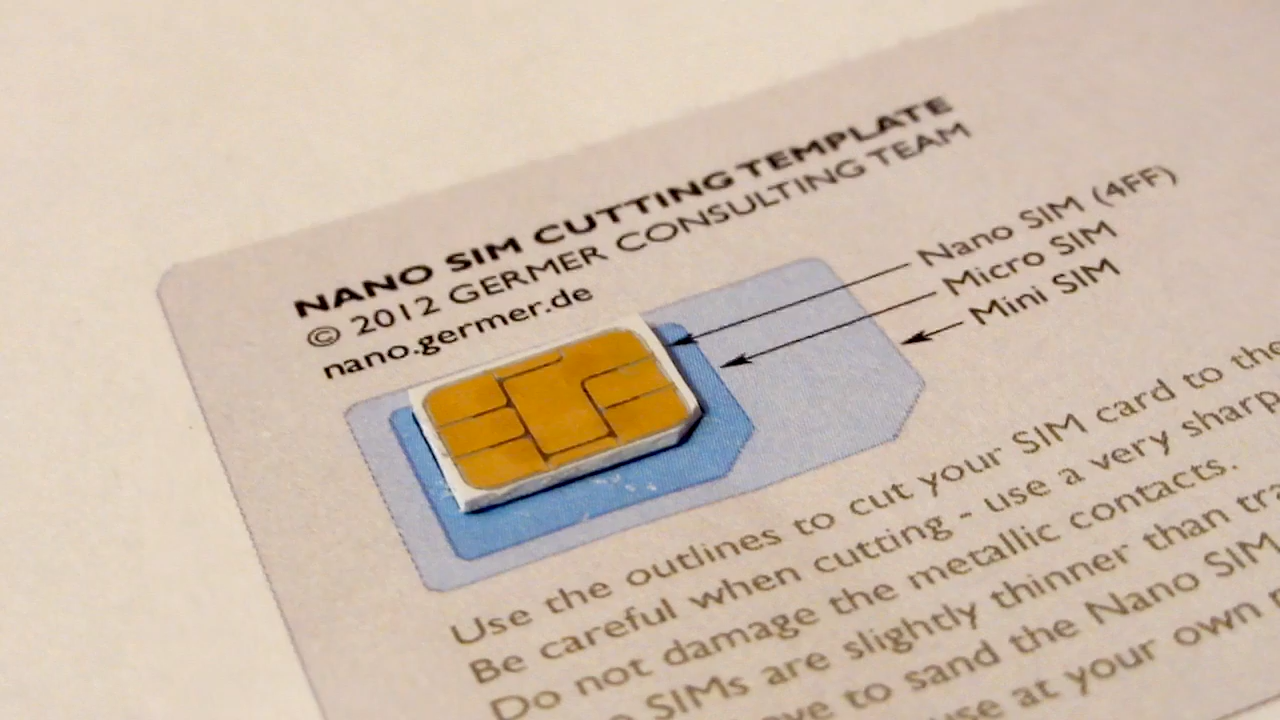 NANO SIM CUTTING TEMPLATE
© 2012 GERMER CONSULTING TEAM
nano.germer.de
Nano SIM (4FF)
Micro SIM
Mini SIM
Use the outlines to cut your SIM card to the
Be careful when cutting - use a very sharp
Do not damage the metallic contacts.
SIMs are slightly thinner than
to sand the Nano SIM
at your own